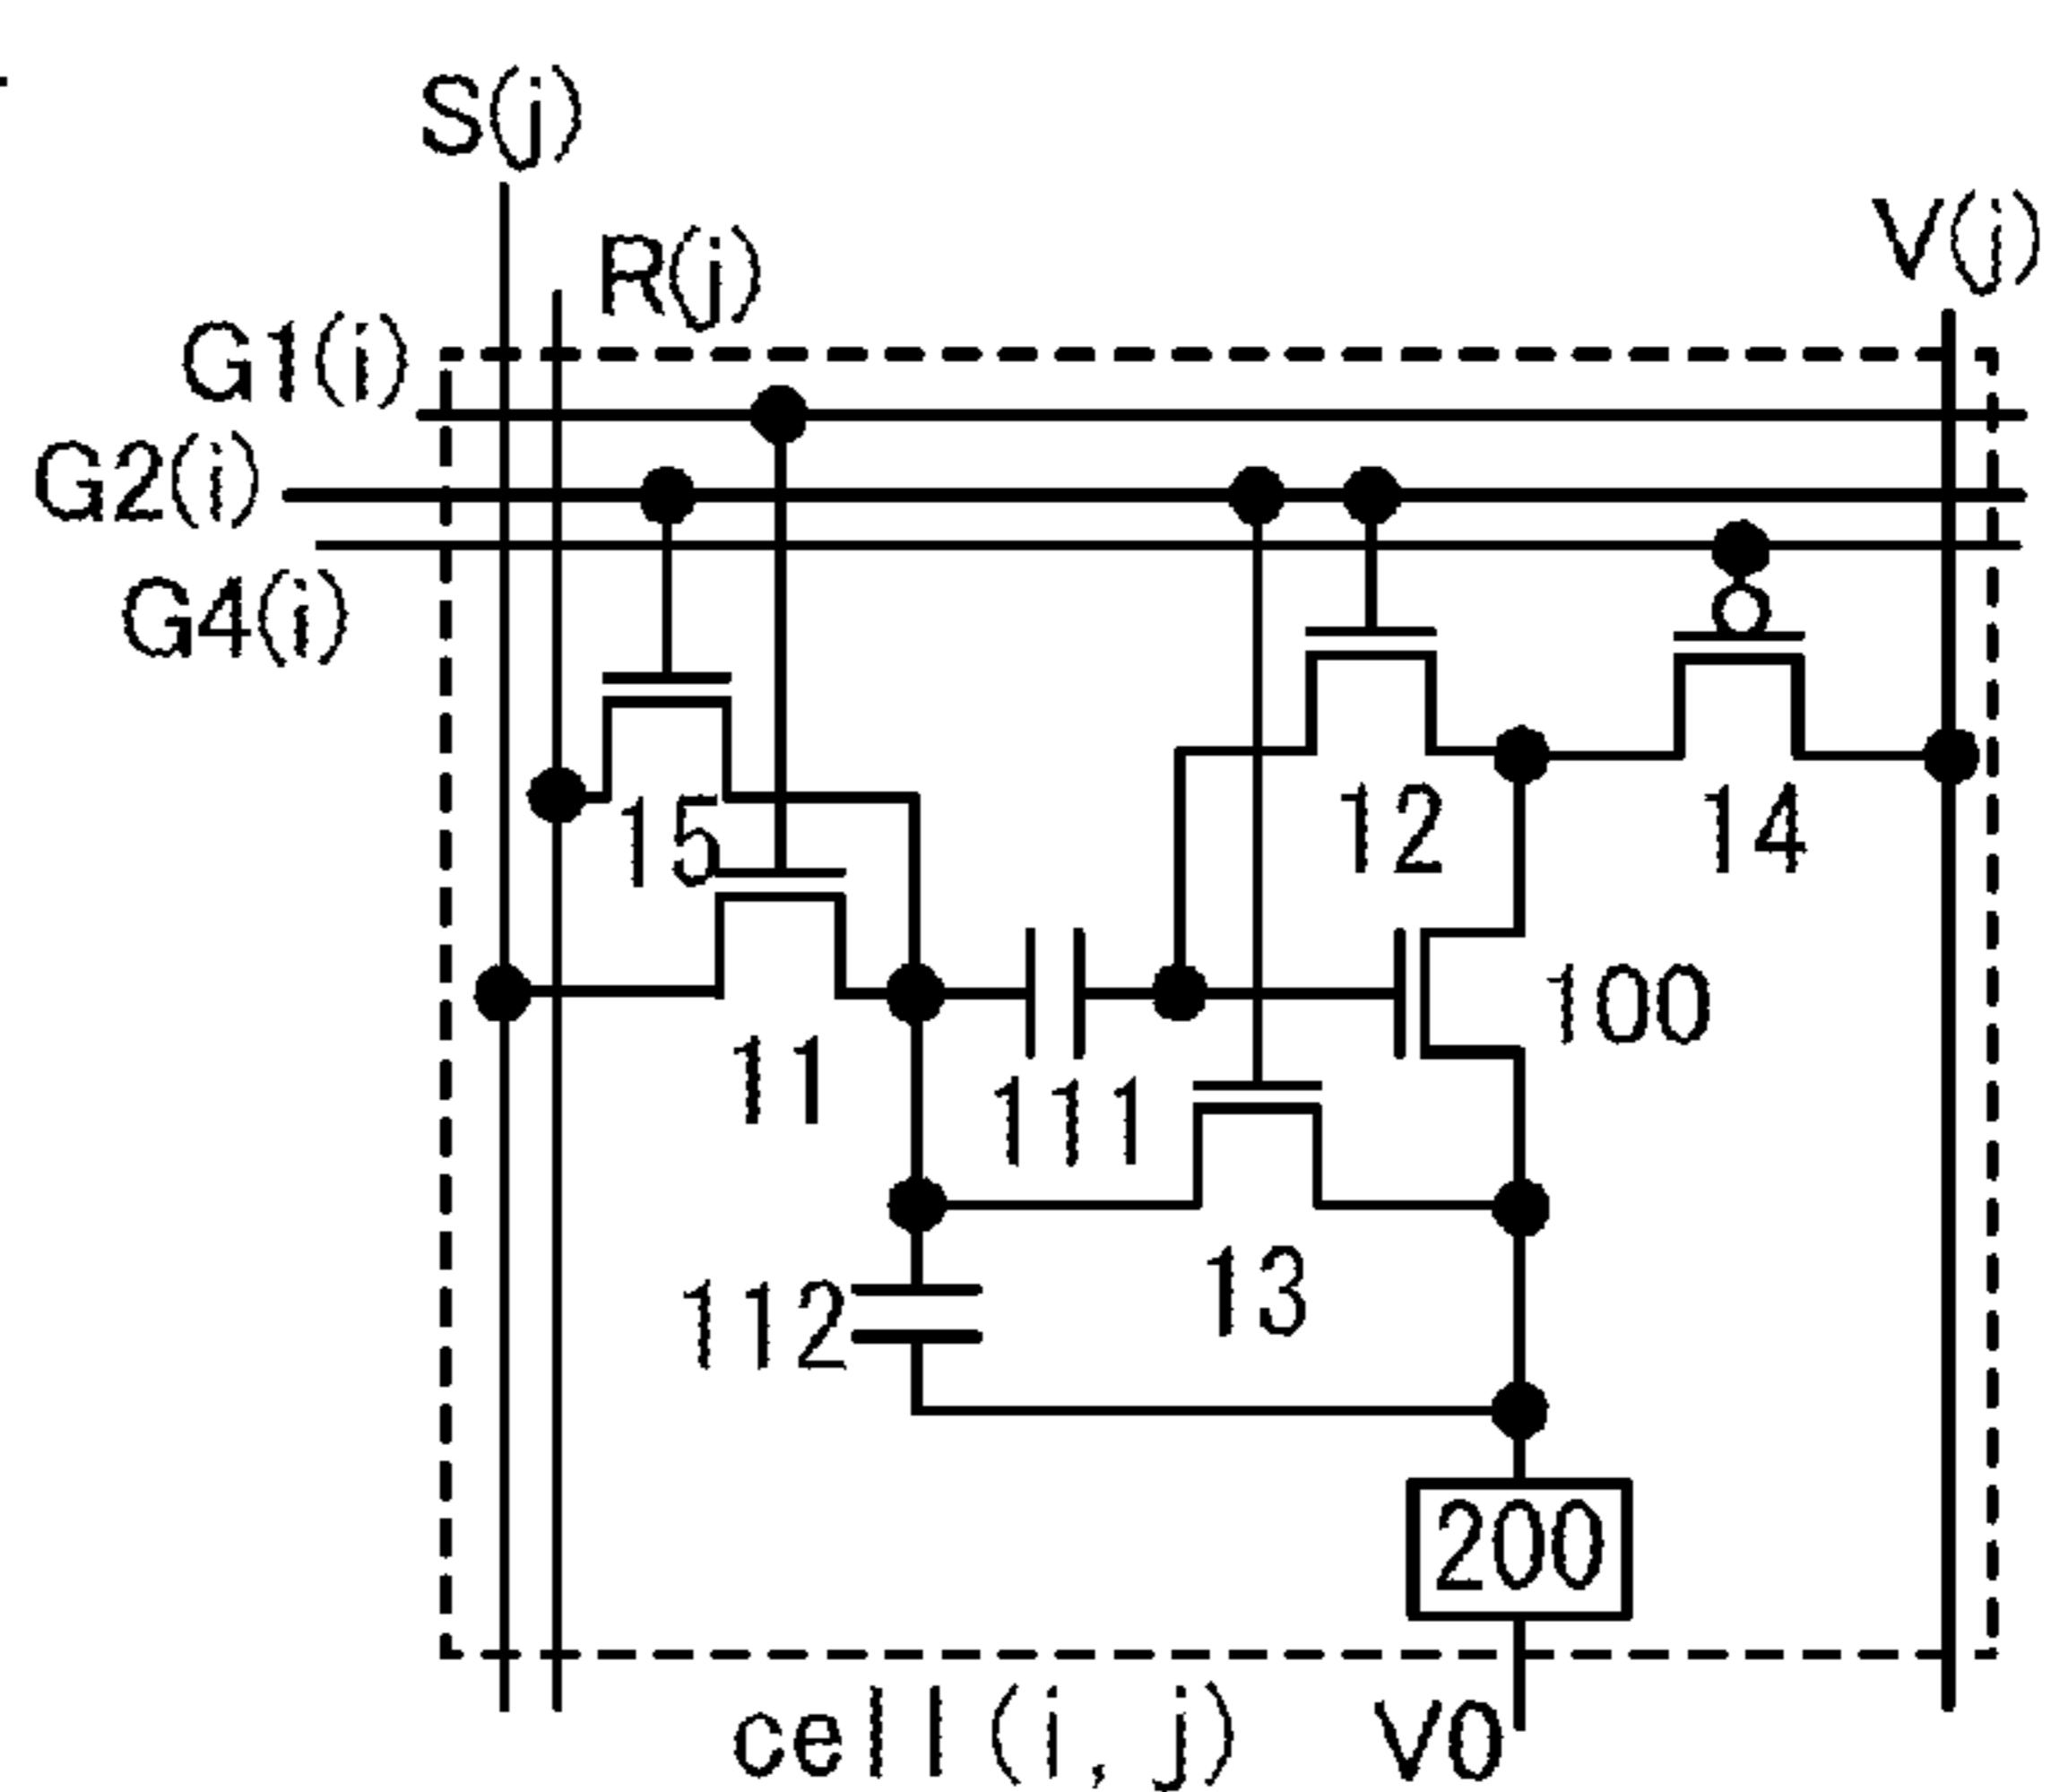 S(j)
R(j)
V(j)
G1(i)
G2(i)
G4(i)
15
12
14
100
11
111
13
112
200
cell(i, j)
V0